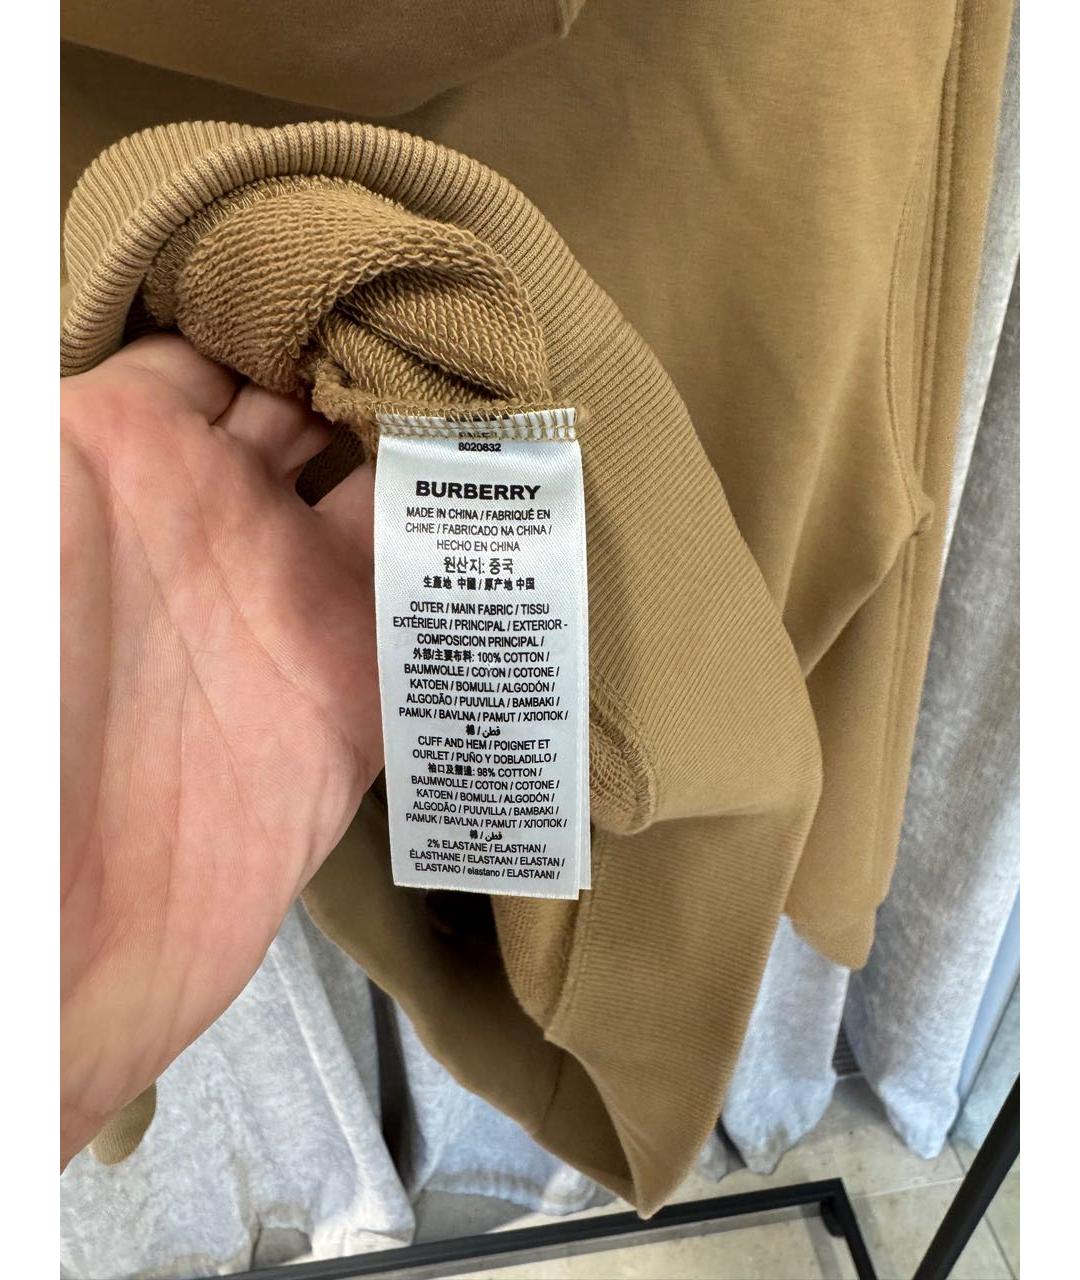 8020832
BURBERRY
MADE IN CHINA / FABRIQUÉ EN
CHINE / FABRICADO NA CHINA /
HECHO EN CHINA
원산지: 중국
生產地 中國 / 原产地 中国
OUTER / MAIN FABRIC / TISSU
EXTÉRIEUR / PRINCIPAL / EXTERIOR -
COMPOSICION PRINCIPAL /
外部/主要布料: 100% COTTON /
BAUMWOLLE / COTON / COTONE /
KATOEN / BOMULL / ALGODÓN /
ALGODÃO / PUUVILLA / BAMBAKI /
PAMUK / BAVLNA / PAMUT / ХЛОПОК /
棉 / قطن
CUFF AND HEM / POIGNET ET
OURLET / PUÑO Y DOBLADILLO /
袖口及摺邊: 98% COTTON /
BAUMWOLLE / COTON / COTONE /
KATOEN / BOMULL / ALGODÓN /
ALGODÃO / PUUVILLA / BAMBAKI /
PAMUK / BAVLNA / PAMUT / ХЛОПОК /
棉 / قطن
2% ELASTANE / ELASTHAN /
ÉLASTHANE / ELASTAAN / ELASTAN /
ELASTANO / elastano / ELASTAANI /